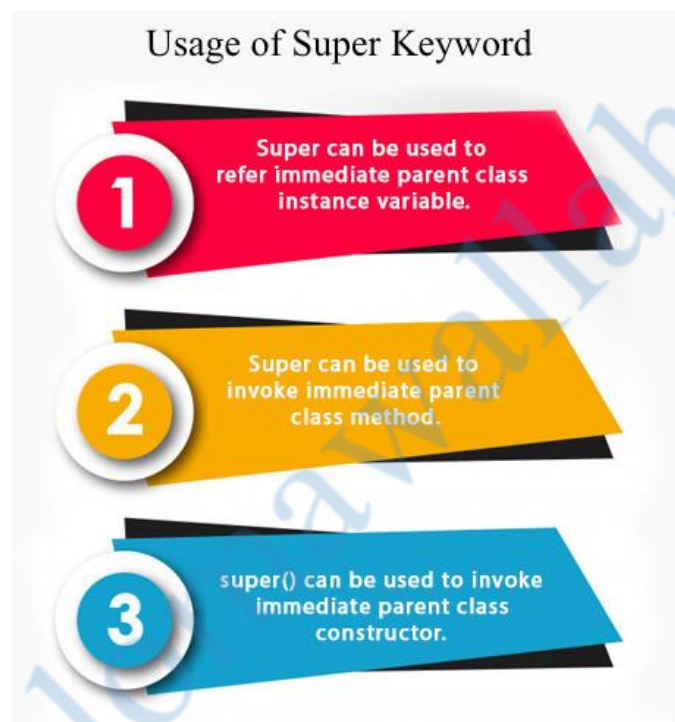 Usage of Super Keyword
1
Super can be used to
refer immediate parent class
instance variable.
2
Super can be used to
invoke immediate parent
class method.
3
super() can be used to invoke
immediate parent class
constructor.